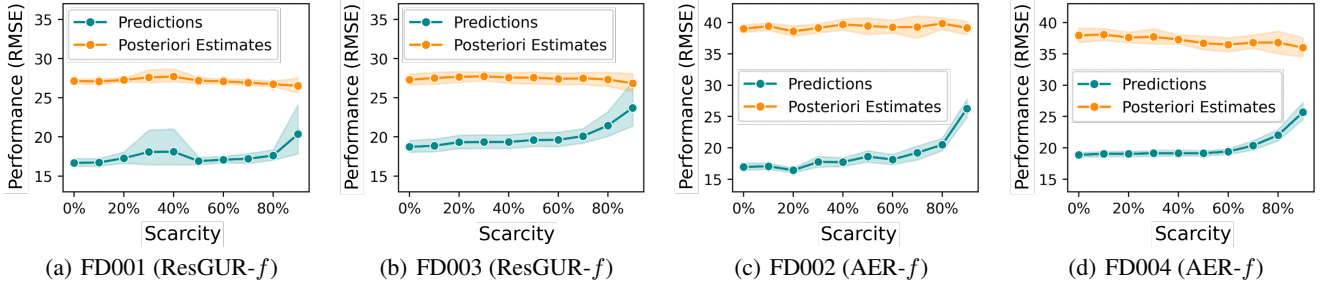 Performance (RMSE)
35
30
25
20
15
Predictions
Posteriori Estimates
0% 20% 40% 60% 80%
Scarcity
(a) FD001 (ResGUR-f)
Performance (RMSE)
35
30
25
20
15
Predictions
Posteriori Estimates
0% 20% 40% 60% 80%
Scarcity
(b) FD003 (ResGUR-f)
Performance (RMSE)
40
35
30
25
20
15
Predictions
Posteriori Estimates
0% 20% 40% 60% 80%
Scarcity
(c) FD002 (AER-f)
Performance (RMSE)
40
35
30
25
20
15
Predictions
Posteriori Estimates
0% 20% 40% 60% 80%
Scarcity
(d) FD004 (AER-f)